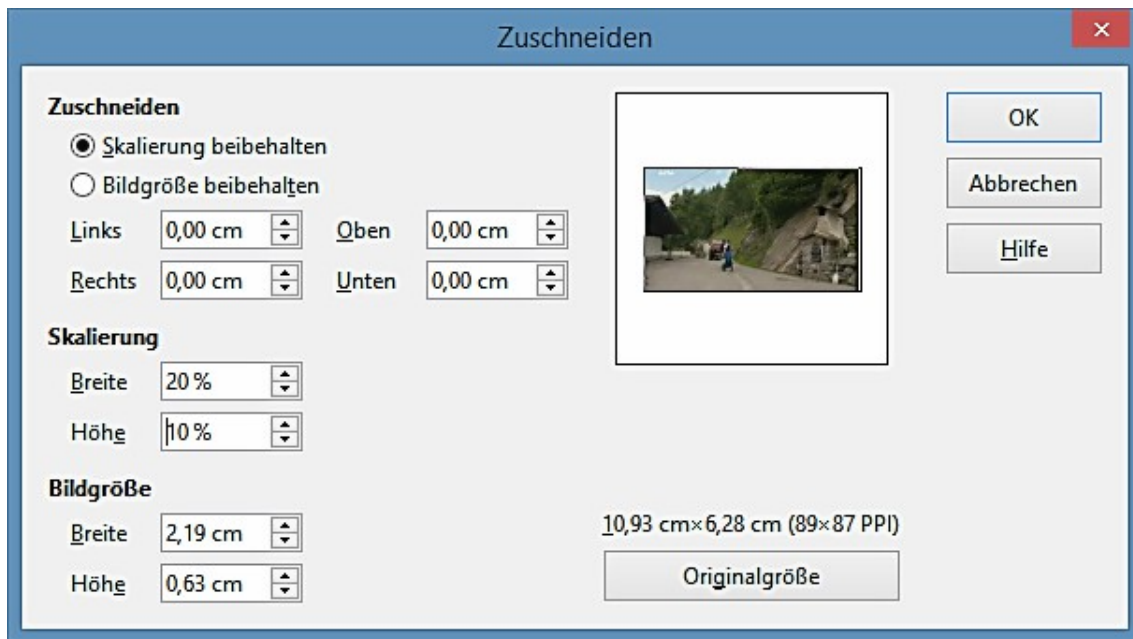 Zuschneiden
Zuschneiden
Skalierung beibehalten
Bildgröße beibehalten
Links 0,00 cm Oben 0,00 cm
Rechts 0,00 cm Unten 0,00 cm
Skalierung
Breite 20 %
Höhe 10 %
Bildgröße
Breite 2,19 cm
Höhe 0,63 cm
OK
Abbrechen
Hilfe
10,93 cm×6,28 cm (89×87 PPI)
Originalgröße